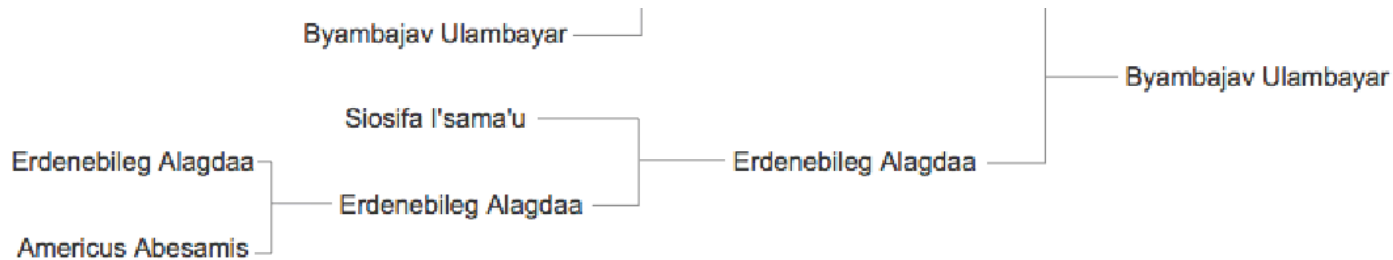 Byambajav Ulambayar
Byambajav Ulambayar
Siosifa I'sama'u
Erdenebileg Alagdaa
Erdenebileg Alagdaa
Erdenebileg Alagdaa
Americus Abesamis